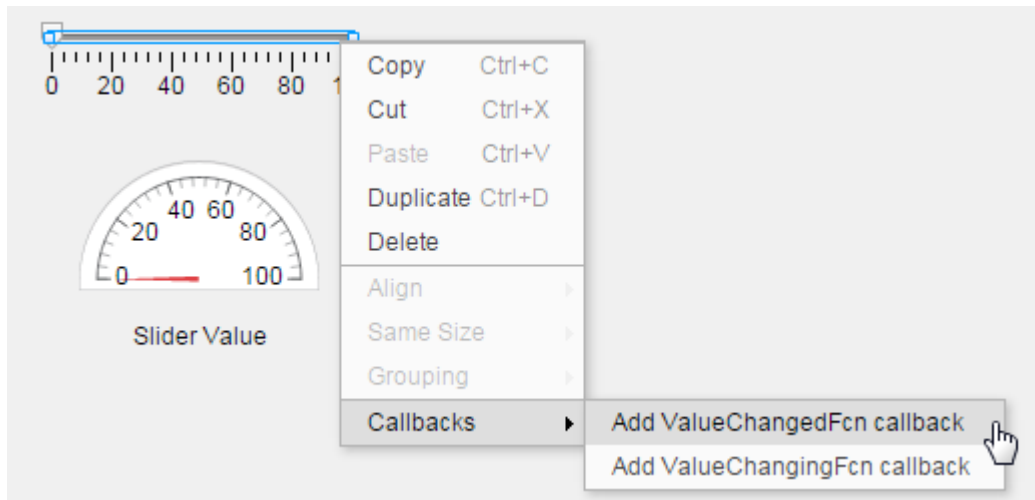 0 20 40 60 80 1
Copy Ctrl+C
Cut Ctrl+X
Paste Ctrl+V
Duplicate Ctrl+D
Delete
Align
Same Size
Grouping
Callbacks
Add ValueChangedFcn callback
Add ValueChangingFcn callback
0 20 40 60 80 100
Slider Value